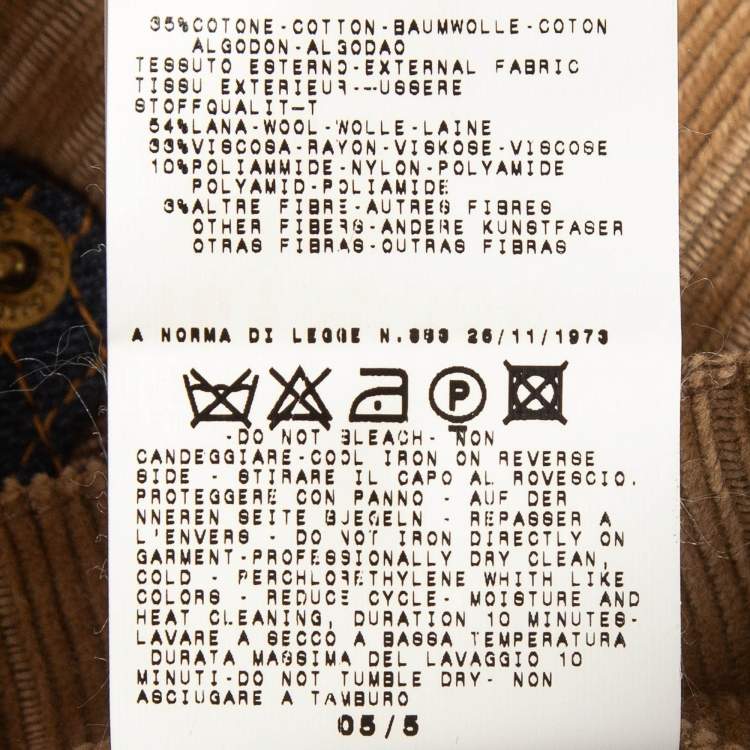 35%COTONE-COTTON-BAUMWOLLE-COTON
ALGODON-ALGODAO
TESSUTO ESTERNO-EXTERNAL FABRIC
TISSU EXTERIEUR--USSERE
STOFFQUALIT-T
54%LANA-WOOL-WOLLE-LAINE
33%VISCOSA-RAYON-VISKOSE-VISCOSE
10%POLIAMMIDE-NYLON-POLYAMIDE
POLYAMID-POLIAMIDE
3%ALTRE FIBRE-AUTRES FIBRES
OTHER FIBERS-ANDERE KUNSTFASER
OTRAS FIBRAS-OUTRAS FIBRAS
A NORMA DI LEGGE N.883 26/11/1973
P
-DO NOT BLEACH- NON
CANDEGGIARE-COOL IRON ON REVERSE
SIDE - STIRARE IL CAPO AL ROVESCIO.
PROTEGGERE CON PANNO - AUF DER
NNEREN SEITE BUEGELN - REPASSER A
L'ENVERS - DO NOT IRON DIRECTLY ON
GARMENT-PROFESSIONALLY DRY CLEAN,
COLD - PERCHLORETHYLENE WHITH LIKE
COLORS - REDUCE CYCLE- MOISTURE AND
HEAT CLEANING, DURATION 10 MINUTES-
LAVARE A SECCO A BASSA TEMPERATURA
DURATA MASSIMA DEL LAVAGGIO 10
MINUTI-DO NOT TUMBLE DRY- NON
ASCIUGARE A TAMBURO
05/5